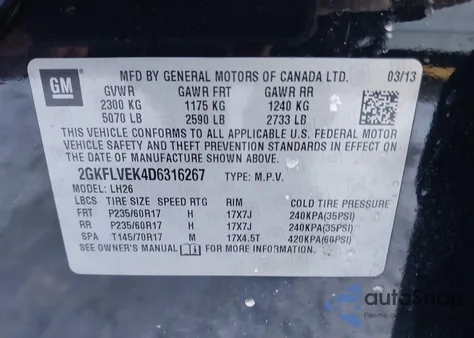 GM
MFD BY GENERAL MOTORS OF CANADA LTD. 03/13
GVWR GAWR FRT GAWR RR
2300 KG 1175 KG 1240 KG
5070 LB 2590 LB 2733 LB
THIS VEHICLE CONFORMS TO ALL APPLICABLE U.S. FEDERAL MOTOR
VEHICLE SAFETY AND THEFT PREVENTION STANDARDS IN EFFECT ON
THE DATE OF MANUFACTURE SHOWN ABOVE.
2GKFLVEK4D6316267 TYPE: M.P.V.
MODEL: LH26
LBCS TIRE SIZE SPEED RTG RIM COLD TIRE PRESSURE
FRT P235/60R17 H 17X7J 240KPA(35PSI)
RR P235/60R17 H 17X7J 240KPA(35PSI)
SPA T145/70R17 M 17X4.5T 420KPA(60PSI)
SEE OWNER'S MANUAL FOR MORE INFORMATION.
autoSnap